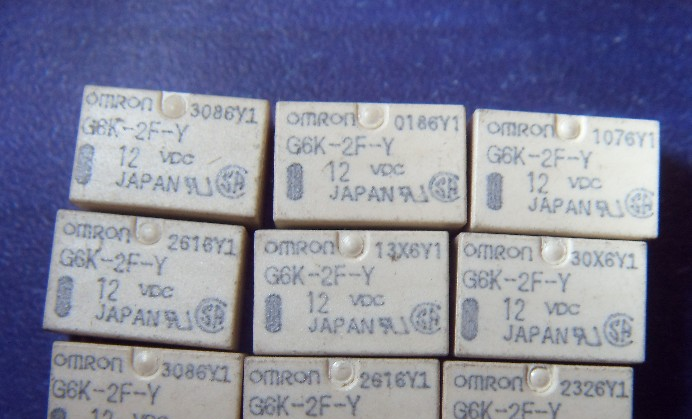 omron 3086Y1
G6K-2F-Y
12 VDC
JAPAN
omron 0186Y1
G6K-2F-Y
12 VDC
JAPAN
omron 1076Y1
G6K-2F-Y
12 VDC
JAPAN
omron 2616Y1
G6K-2F-Y
12 VDC
JAPAN
omron 13X6Y1
G6K-2F-Y
12 VDC
JAPAN
omron 30X6Y1
G6K-2F-Y
12 VDC
JAPAN
omron 3086Y1
G6K-2F-Y
12 VDC
omron 2616Y1
G6K-2F-Y
omron 2326Y1
G6K-2F-Y